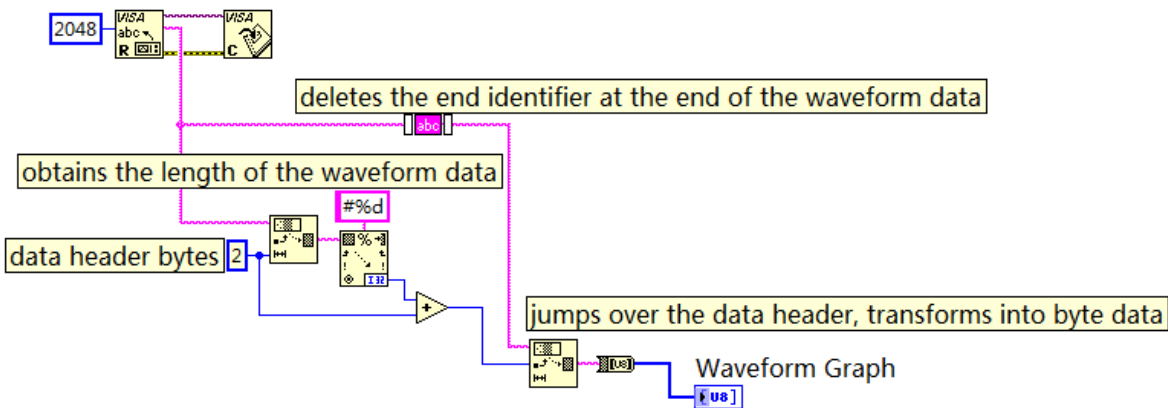 VISA
abc
R
2048
VISA
C
deletes the end identifier at the end of the waveform data
abc
obtains the length of the waveform data
#%d
%
data header bytes
2
I32
+
jumps over the data header, transforms into byte data
[U8]
Waveform Graph
[U8]